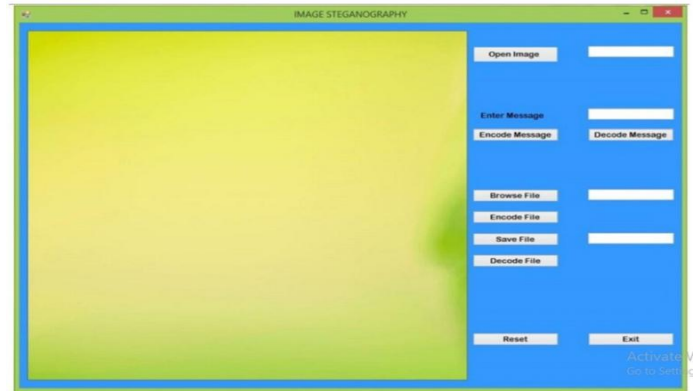 IMAGE STEGANOGRAPHY
Open Image
Enter Message
Encode Message Decode Message
Browse File
Encode File
Save File
Decode File
Reset Exit
Activate
Go to